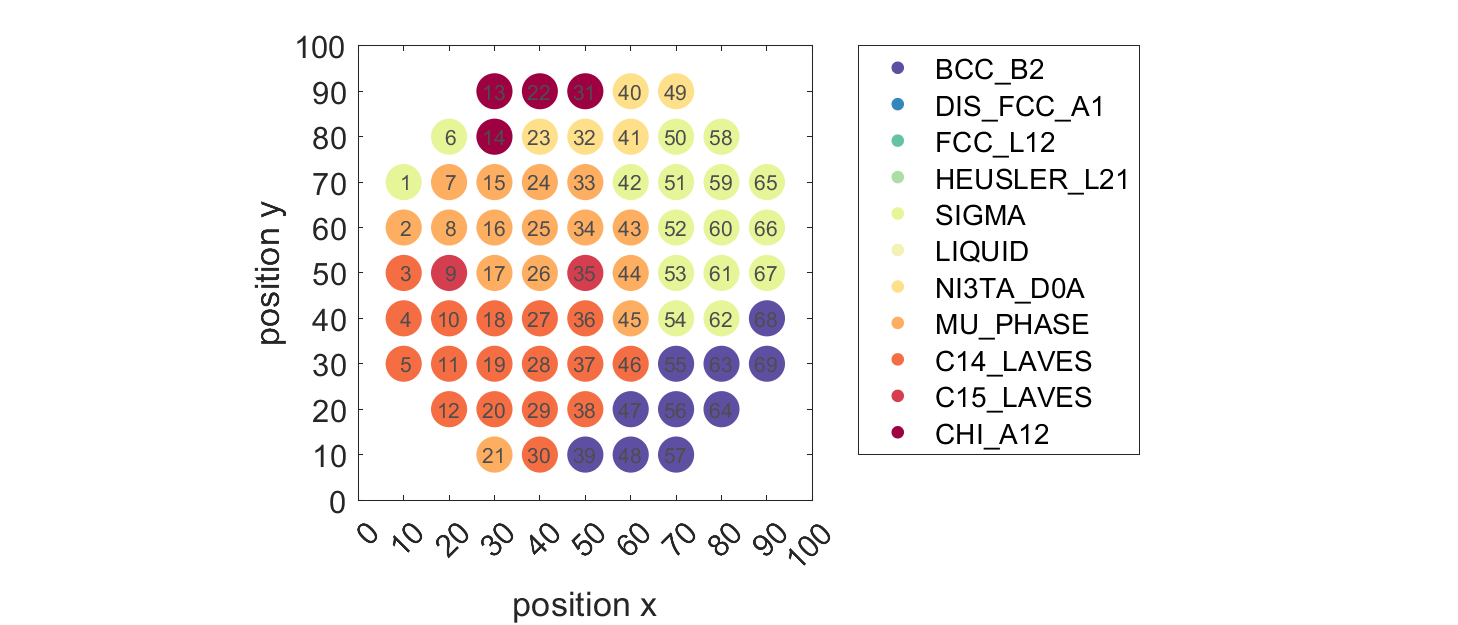 100
90
80
70
60
50
40
30
20
10
0
position y
13 22 31 40 49
6 14 23 32 41 50 58
1 7 15 24 33 42 51 59 65
2 8 16 25 34 43 52 60 66
3 9 17 26 35 44 53 61 67
4 10 18 27 36 45 54 62 68
5 11 19 28 37 46 55 63 69
12 20 29 38 47 56 64
21 30 39 48 57
0 10 20 30 40 50 60 70 80 90 100
position x
BCC_B2
DIS_FCC_A1
FCC_L12
HEUSLER_L21
SIGMA
LIQUID
NI3TA_D0A
MU_PHASE
C14_LAVES
C15_LAVES
CHI_A12